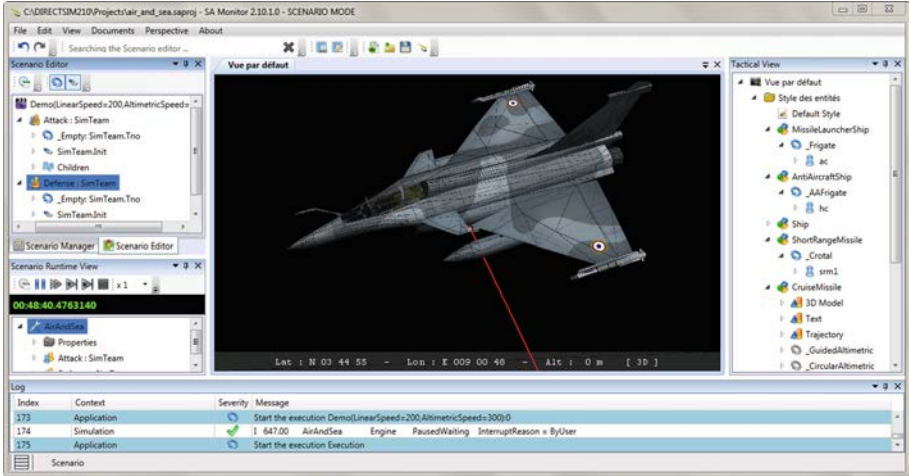 C:\DIRECTSIM210\Projects\air_and_sea.saproj - SA Monitor 2.10.1.0 - SCENARIO MODE
File Edit View Documents Perspective About
Searching the Scenario editor ...
Scenario Editor
Demo(LinearSpeed=200,AltimetricSpeed=
Attack : SimTeam
_Empty: SimTeam.Tno
SimTeam.Init
Children
Defense : SimTeam
_Empty: SimTeam.Tno
SimTeam.Init
Scenario Manager Scenario Editor
Scenario Runtime View
x 1
00:48:40.4763140
AirAndSea
Properties
Attack : SimTeam
Vue par défaut
Lat : N 03 44 55 - Lon : E 009 00 48 - Alt : 0 m [ 3D ]
Tactical View
Vue par défaut
Style des entités
Default Style
MissileLauncherShip
_Frigate
ac
AntiAircraftShip
_AAFrigate
hc
Ship
ShortRangeMissile
_Crotal
srm1
CruiseMissile
3D Model
Text
Trajectory
_GuidedAltimetric
_CircularAltimetric
Log
Index Context Severity Message
173 Application Start the execution Demo(LinearSpeed=200,AltimetricSpeed=300):0
174 Simulation I 647.00 AirAndSea Engine PausedWaiting InterruptReason = ByUser
175 Application Start the execution Execution
Scenario